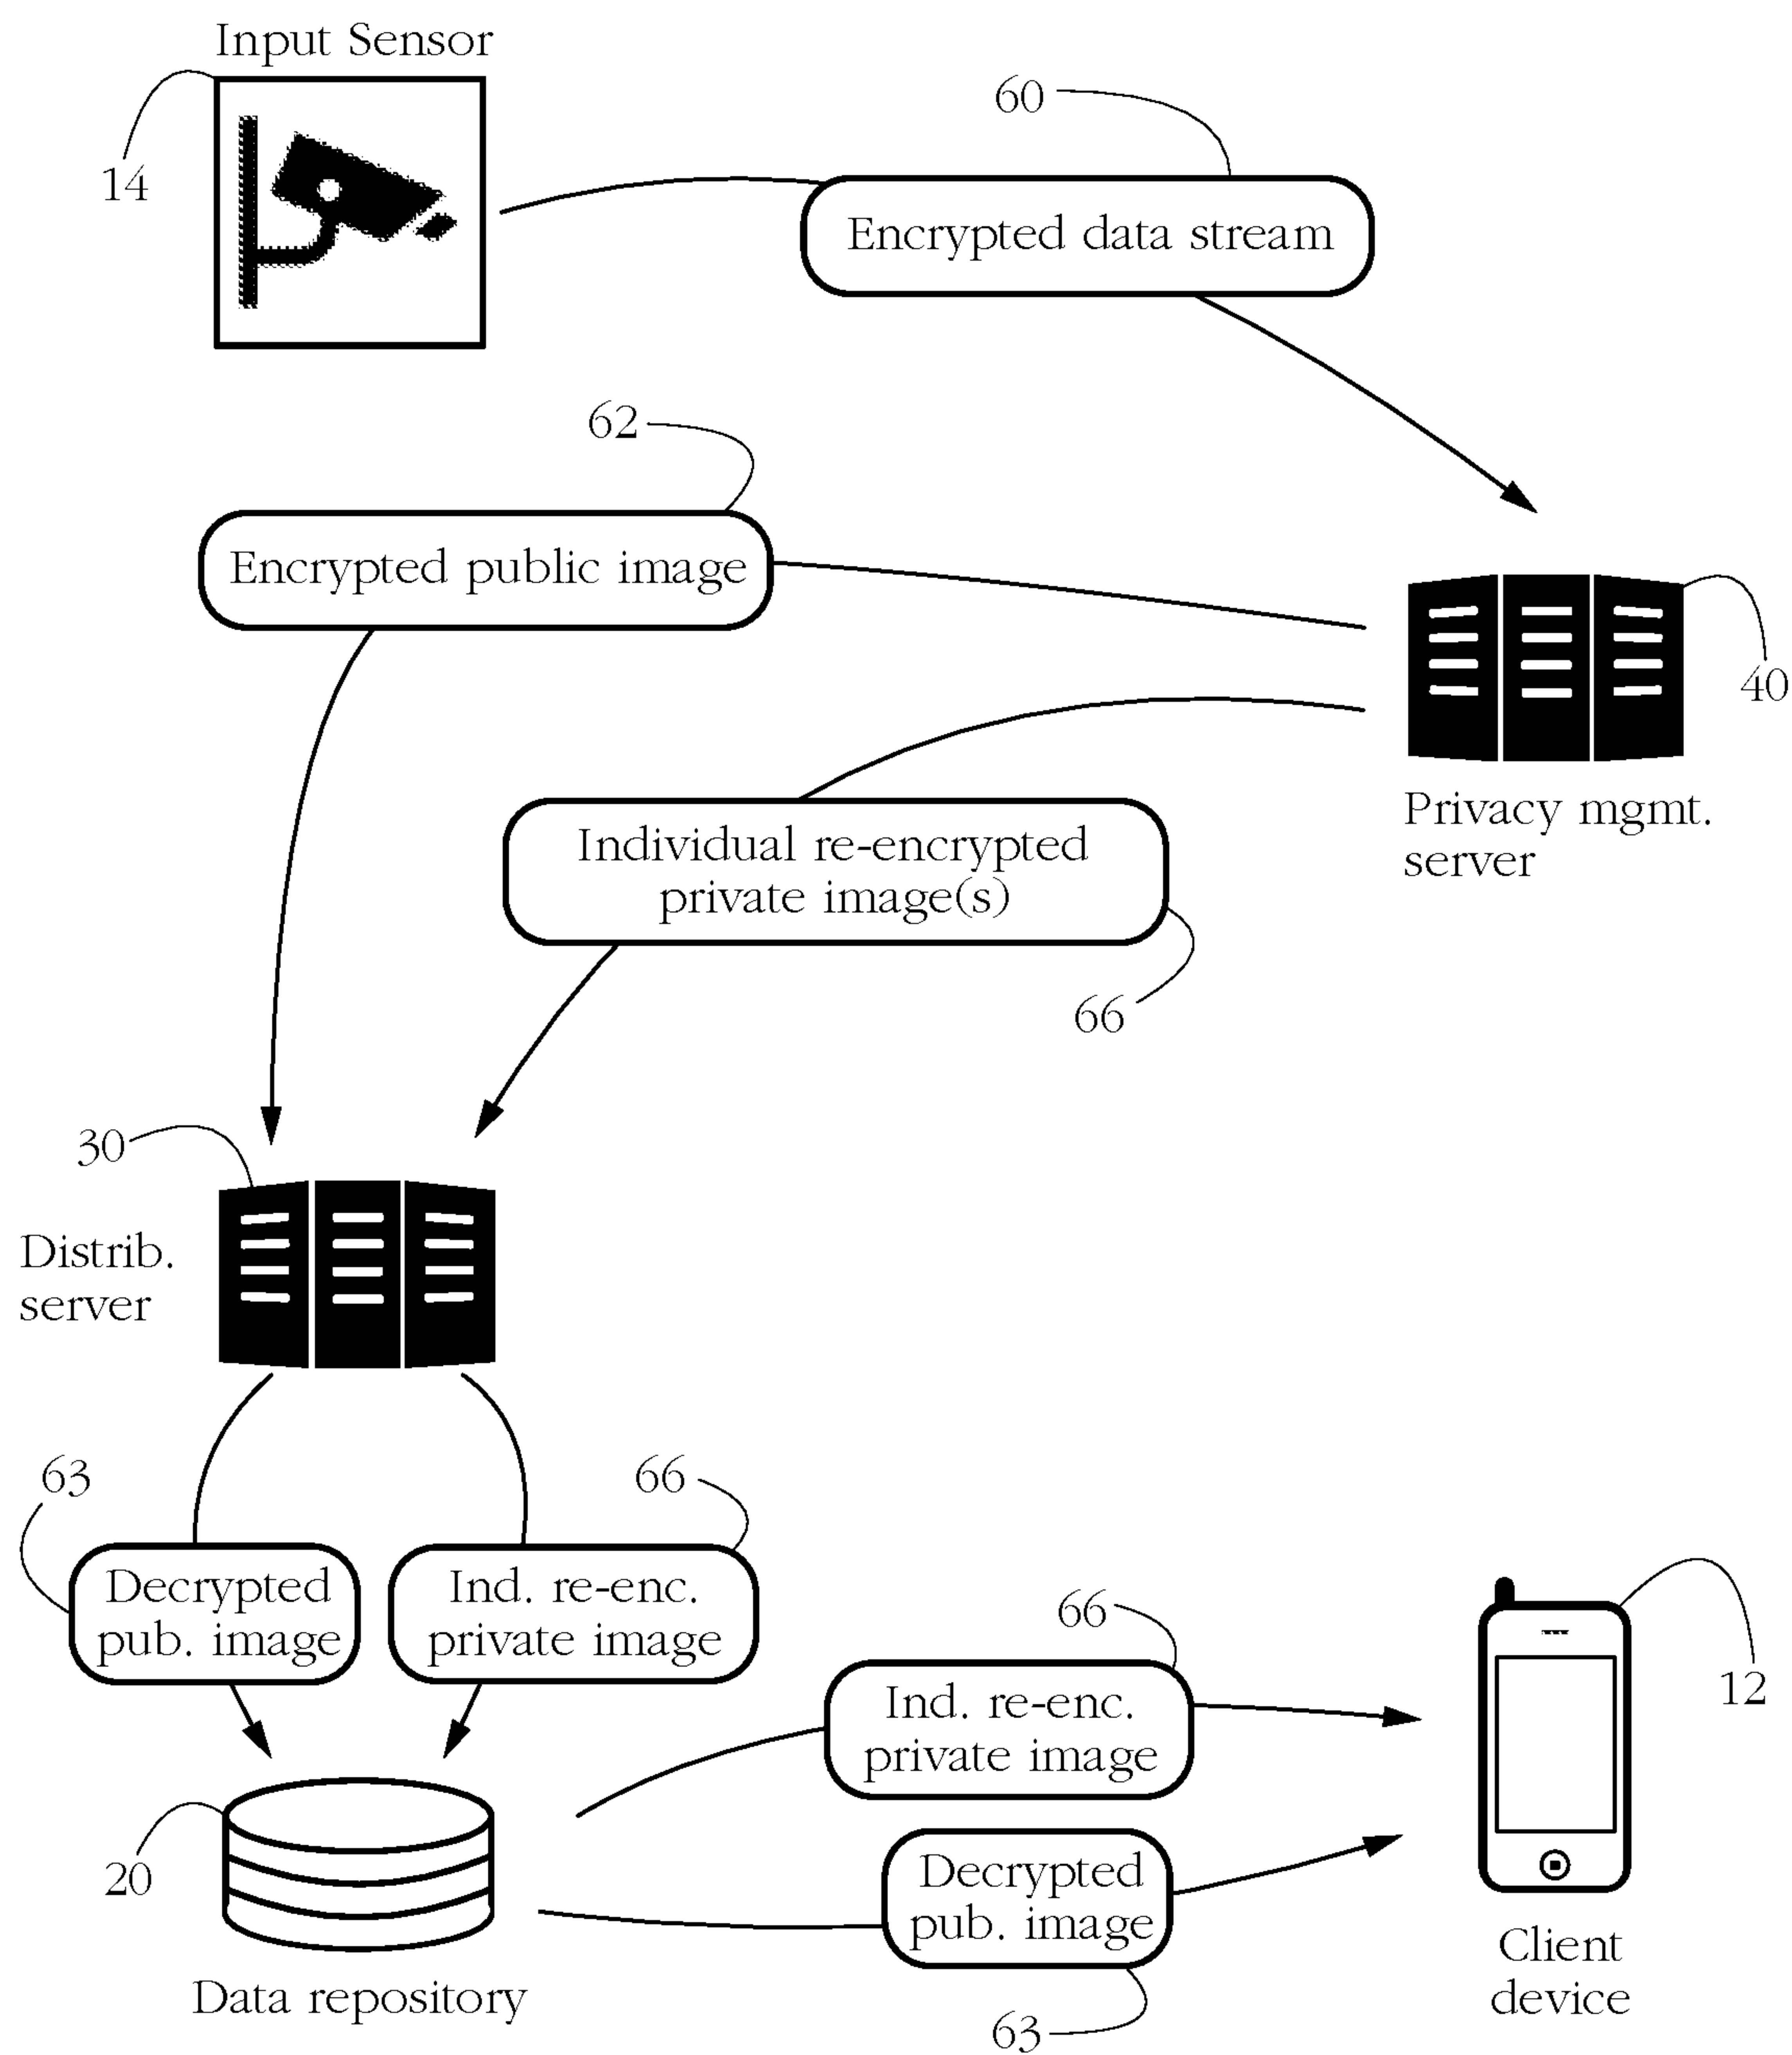 Input Sensor
14
60
Encrypted data stream
62
Encrypted public image
40
Privacy mgmt.
server
Individual re-encrypted
private image(s)
66
30
Distrib.
server
63
66
Decrypted
pub. image
Ind. re-enc.
private image
66
Ind. re-enc.
private image
12
20
Decrypted
pub. image
Client
device
Data repository
63